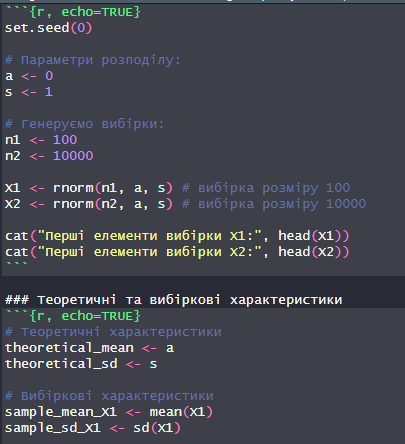 ```{r, echo=TRUE}
set.seed(0)
# Параметри розподілу:
a <- 0
s <- 1
# Генеруємо вибірки:
n1 <- 100
n2 <- 10000
X1 <- rnorm(n1, a, s) # вибірка розміру 100
X2 <- rnorm(n2, a, s) # вибірка розміру 10000
cat("Перші елементи вибірки X1:", head(X1))
cat("Перші елементи вибірки X2:", head(X2))
```
### Теоретичні та вибіркові характеристики
```{r, echo=TRUE}
# Теоретичні характеристики
theoretical_mean <- a
theoretical_sd <- s
# Вибіркові характеристики
sample_mean_X1 <- mean(X1)
sample_sd_X1 <- sd(X1)